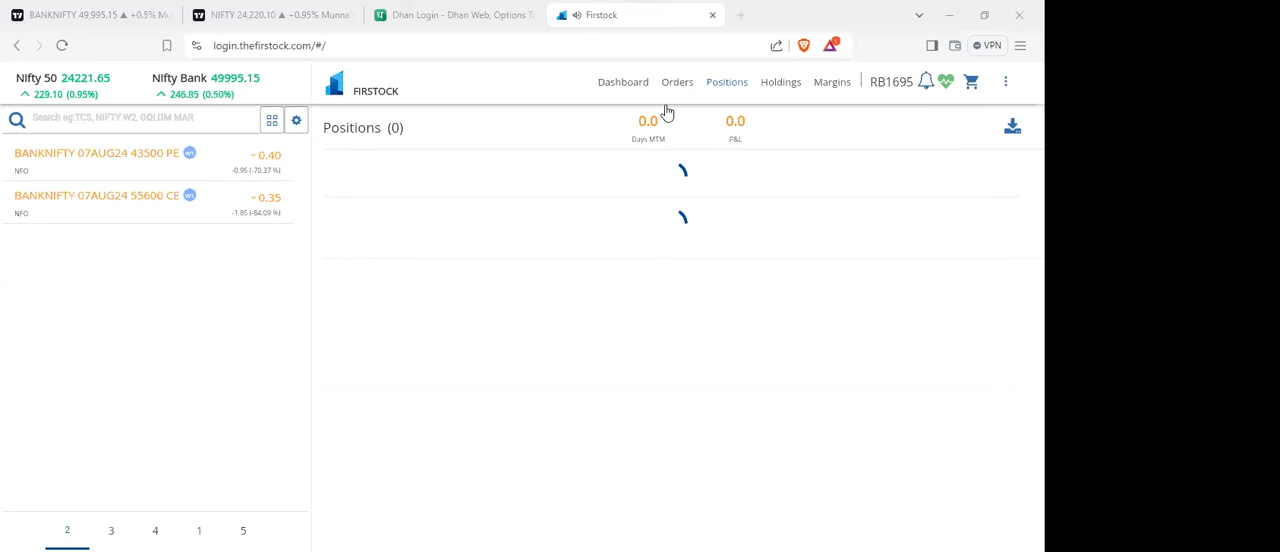 BANKNIFTY 49,995.15 ▲ +0.5% Mu
NIFTY 24,220.10 ▲ +0.95% Munna
Dhan Login - Dhan Web, Options T
Firstock
login.thefirstock.com/#/
2
VPN
Nifty 50 24221.65
229.10 (0.95%)
Nifty Bank 49995.15
246.85 (0.50%)
FIRSTOCK
Dashboard Orders Positions Holdings Margins RB1695
Search eg:TCS, NIFTY W2, GOLDM MAR
BANKNIFTY 07AUG24 43500 PE W1 0.40
NFO -0.95 (-70.37 %)
BANKNIFTY 07AUG24 55600 CE W1 0.35
NFO -1.85 (-84.09 %)
2 3 4 1 5
Positions (0)
0.0 0.0
Days MTM P&L